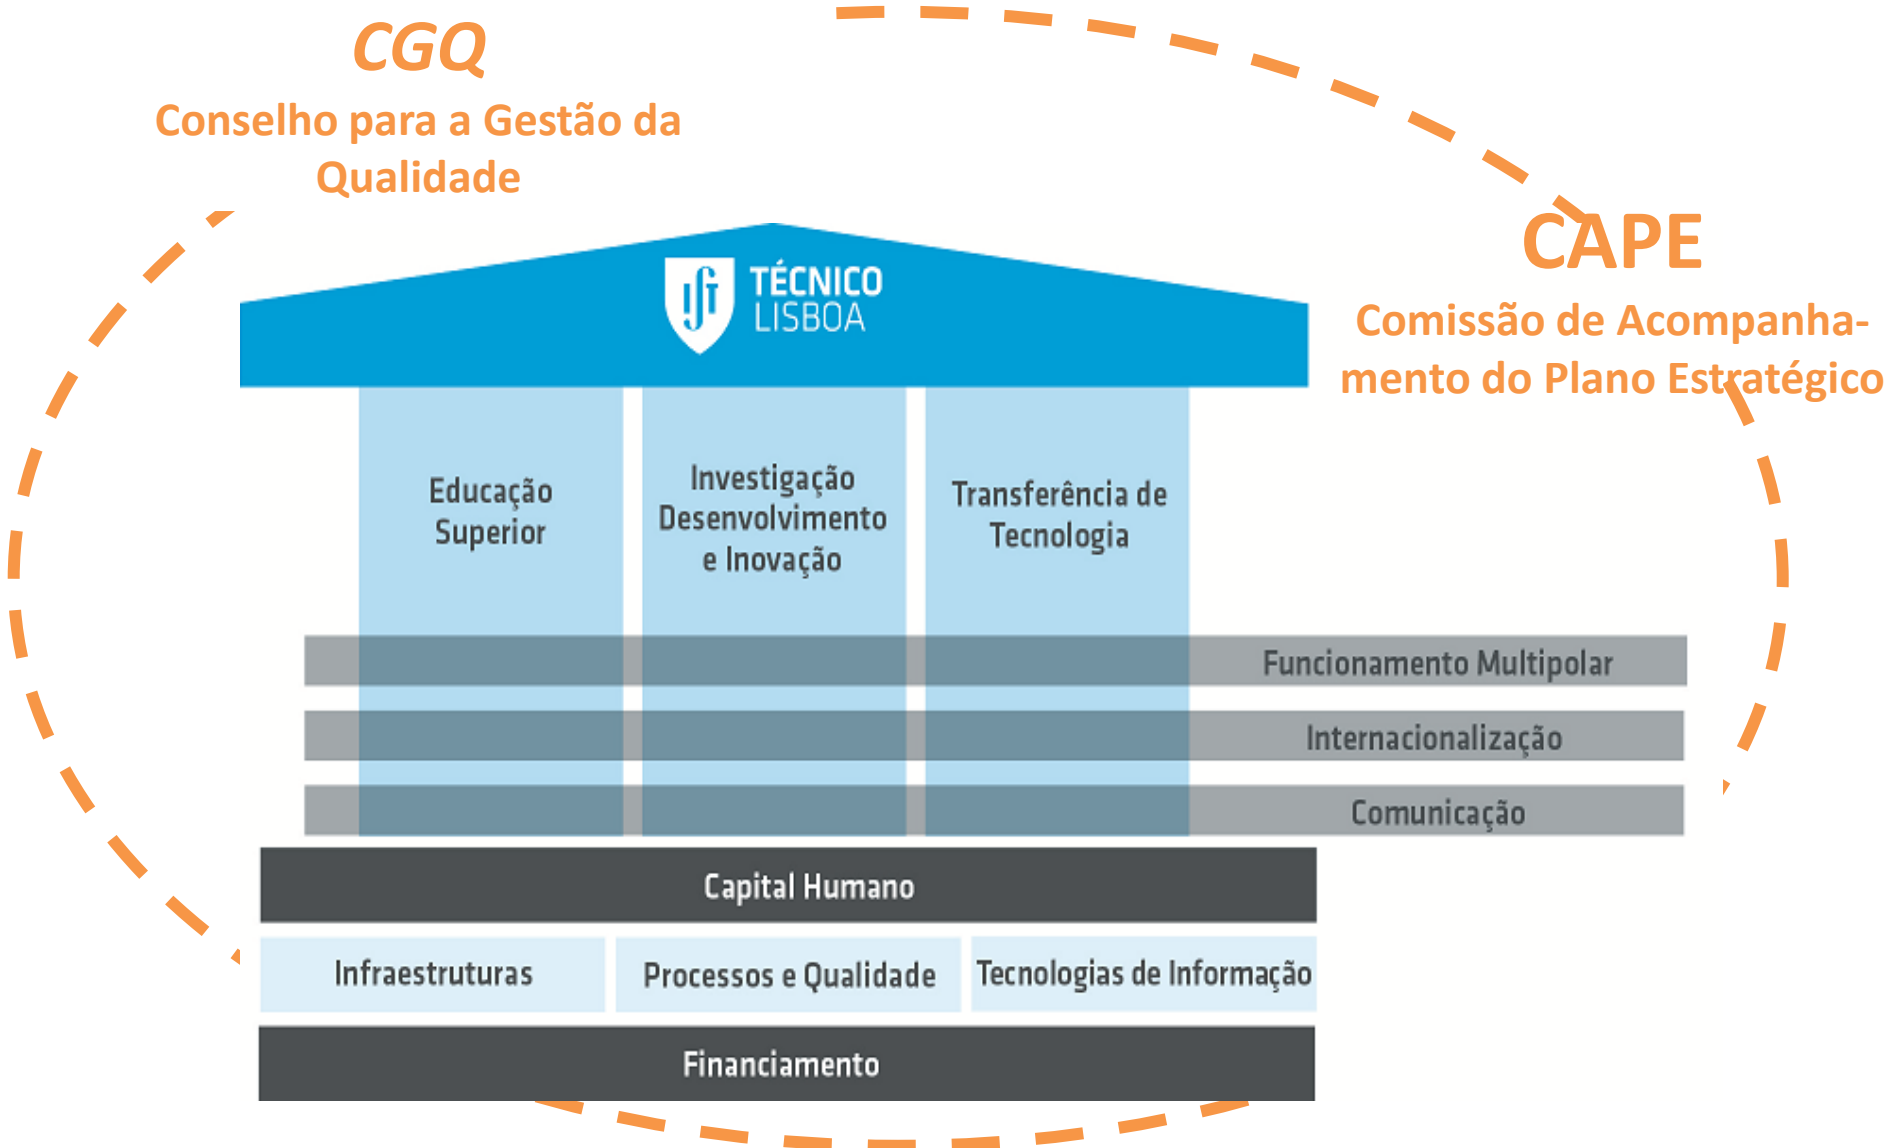 CGQ
Conselho para a Gestão da
Qualidade
CAPE
Comissão de Acompanha-
mento do Plano Estratégico
TÉCNICO
LISBOA
Educação
Superior
Investigação
Desenvolvimento
e Inovação
Transferência de
Tecnologia
Funcionamento Multipolar
Internacionalização
Comunicação
Capital Humano
Infraestruturas
Processos e Qualidade
Tecnologias de Informação
Financiamento